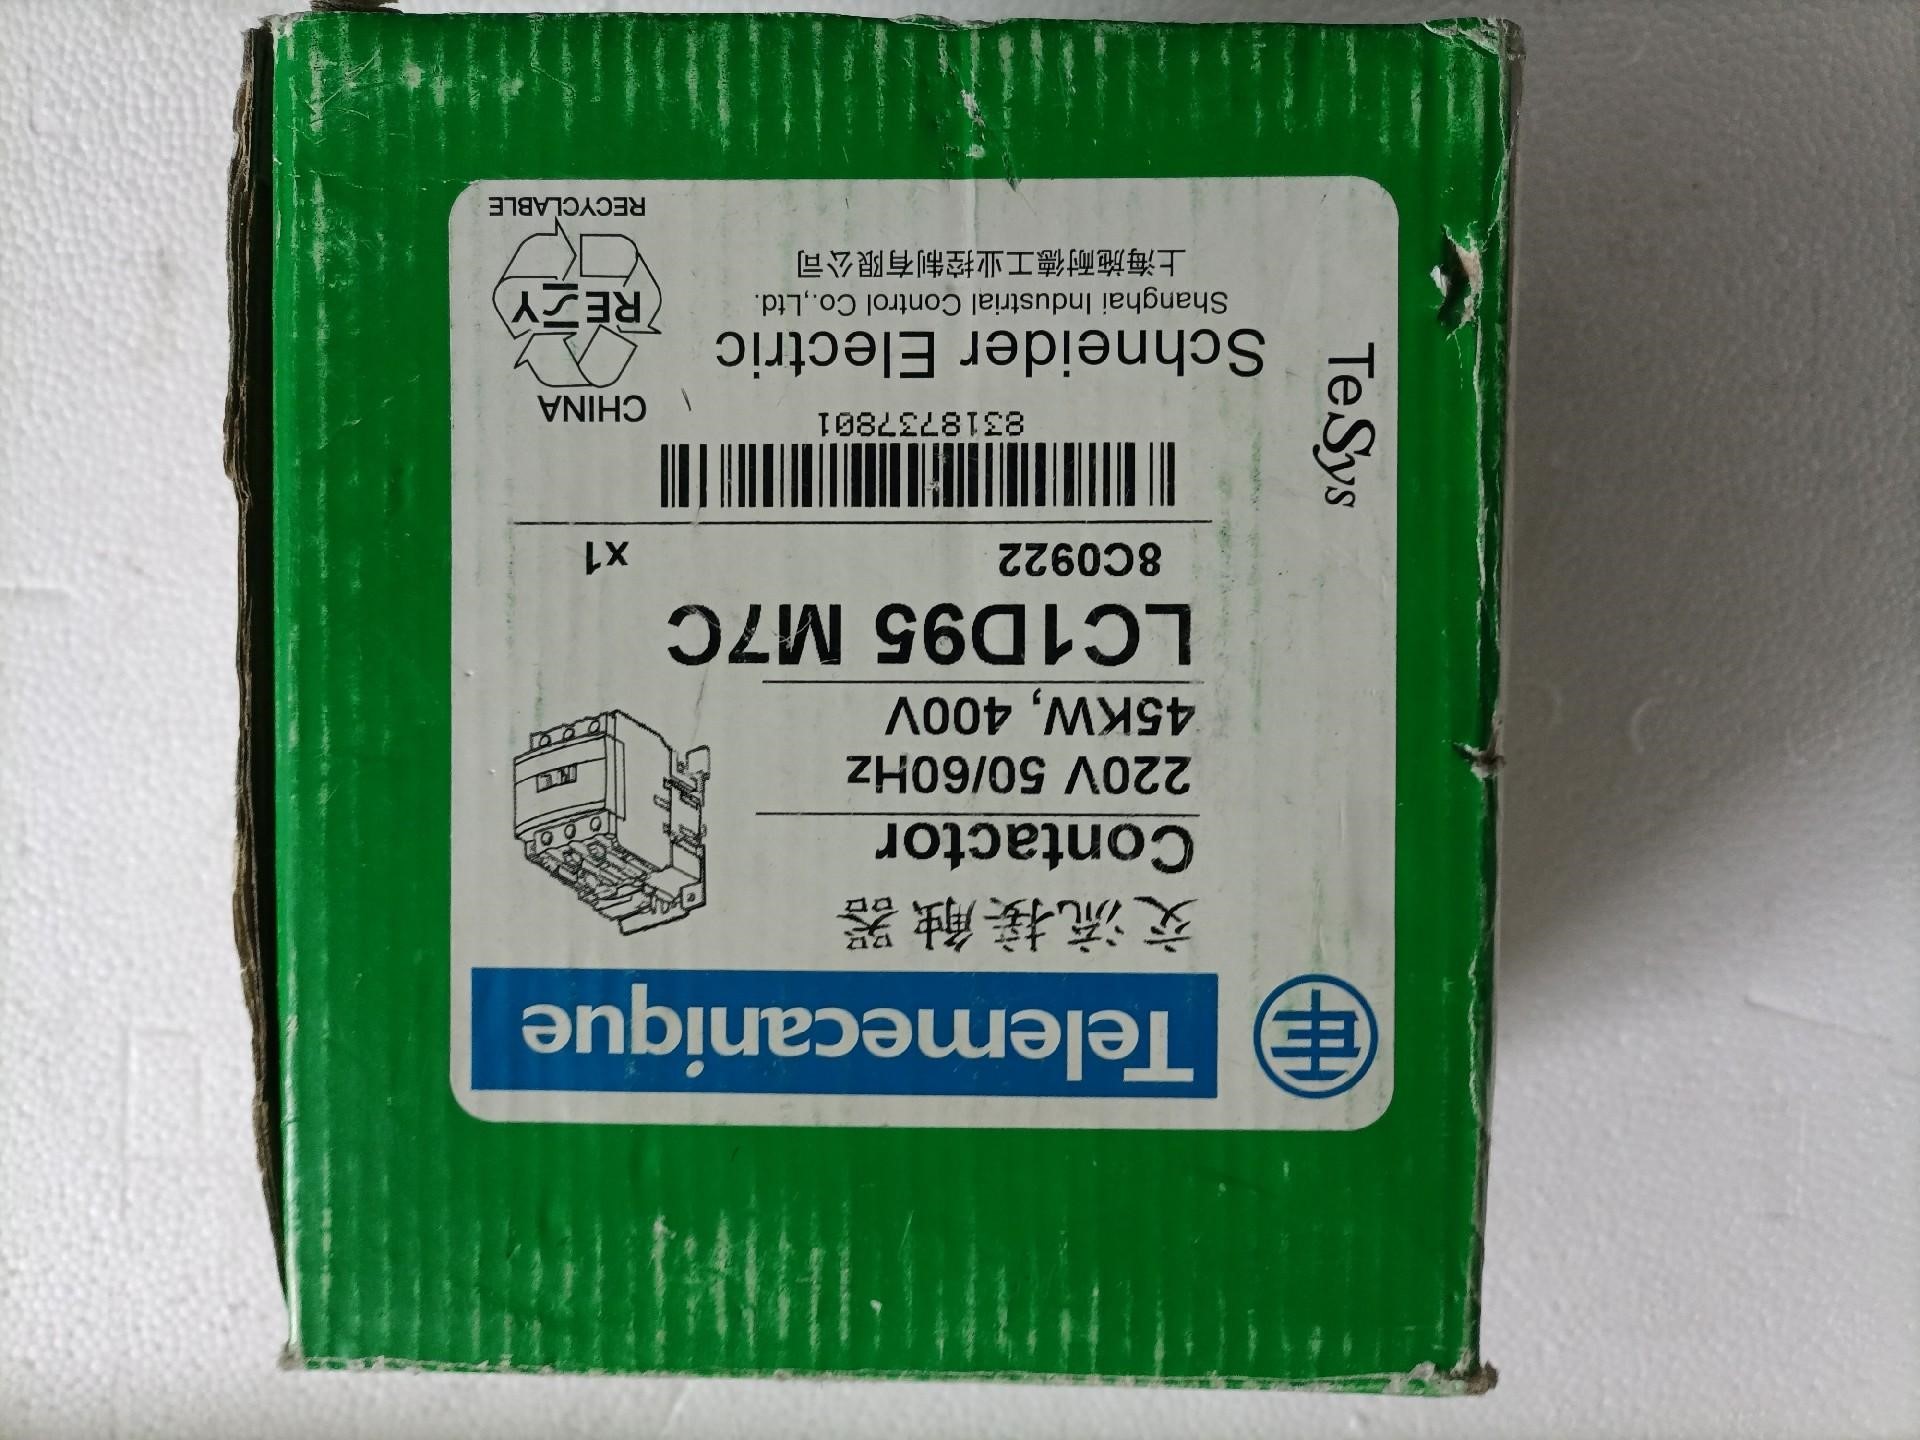 Telemecanique
交流接触器
Contactor
220V 50/60Hz
45KW, 400V
LC1D95 M7C
8C0922 x1
8318737801
TeSys
Schneider Electric
Shanghai Industrial Control Co.,Ltd.
上海施耐德工业控制有限公司
CHINA
RESY
RECYCLABLE